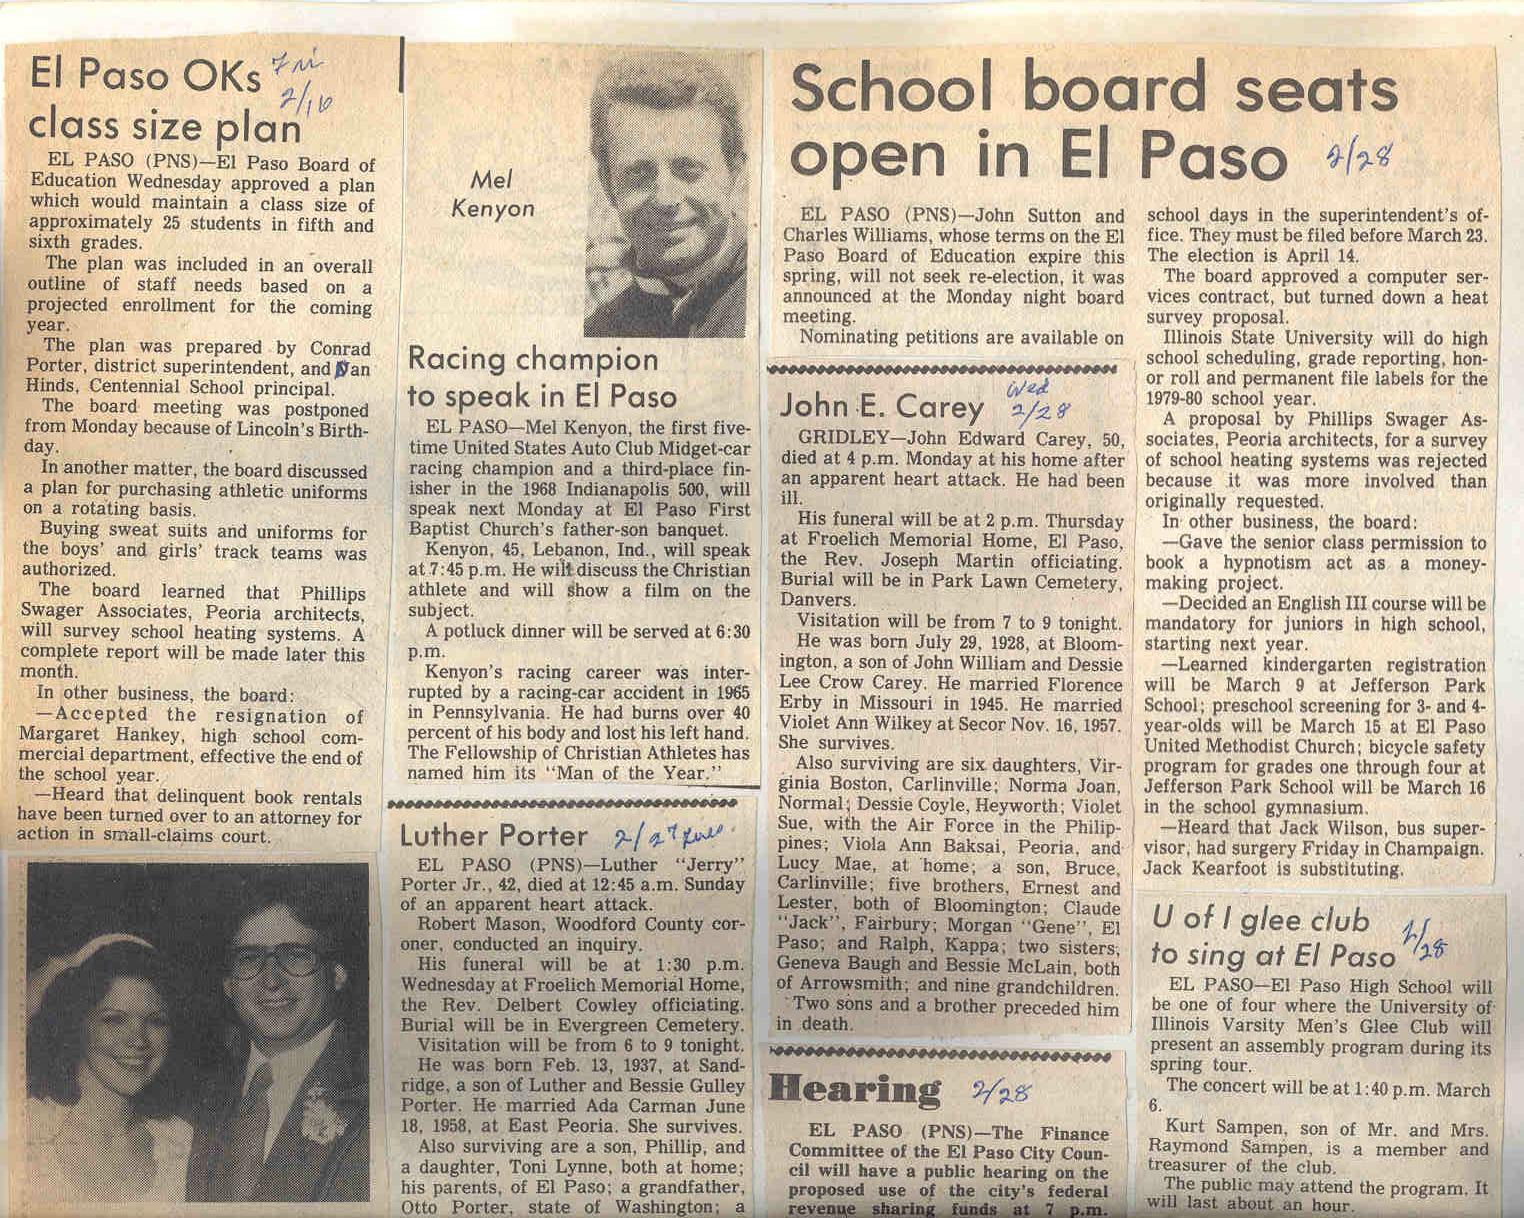 El Paso OKs Fri
class size plan 2/16
EL PASO (PNS)—El Paso Board of
Education Wednesday approved a plan
which would maintain a class size of
approximately 25 students in fifth and
sixth grades.
The plan was included in an overall
outline of staff needs based on a
projected enrollment for the coming
year.
The plan was prepared by Conrad
Porter, district superintendent, and Dan
Hinds, Centennial School principal.
The board meeting was postponed
from Monday because of Lincoln's Birth-
day.
In another matter, the board discussed
a plan for purchasing athletic uniforms
on a rotating basis.
Buying sweat suits and uniforms for
the boys' and girls' track teams was
authorized.
The board learned that Phillips
Swager Associates, Peoria architects,
will survey school heating systems. A
complete report will be made later this
month.
In other business, the board:
—Accepted the resignation of
Margaret Hankey, high school com-
mercial department, effective the end of
the school year.
—Heard that delinquent book rentals
have been turned over to an attorney for
action in small-claims court.
Mel
Kenyon
Racing champion
to speak in El Paso
EL PASO—Mel Kenyon, the first five-
time United States Auto Club Midget-car
racing champion and a third-place fin-
isher in the 1968 Indianapolis 500, will
speak next Monday at El Paso First
Baptist Church's father-son banquet.
Kenyon, 45, Lebanon, Ind., will speak
at 7:45 p.m. He will discuss the Christian
athlete and will show a film on the
subject.
A potluck dinner will be served at 6:30
p.m.
Kenyon's racing career was inter-
rupted by a racing-car accident in 1965
in Pennsylvania. He had burns over 40
percent of his body and lost his left hand.
The Fellowship of Christian Athletes has
named him its "Man of the Year."
Luther Porter 2/27 Tues.
EL PASO (PNS)—Luther "Jerry"
Porter Jr., 42, died at 12:45 a.m. Sunday
of an apparent heart attack.
Robert Mason, Woodford County cor-
oner, conducted an inquiry.
His funeral will be at 1:30 p.m.
Wednesday at Froelich Memorial Home,
the Rev. Delbert Cowley officiating.
Burial will be in Evergreen Cemetery.
Visitation will be from 6 to 9 tonight.
He was born Feb. 13, 1937, at Sand-
ridge, a son of Luther and Bessie Gulley
Porter. He married Ada Carman June
18, 1958, at East Peoria. She survives.
Also surviving are a son, Phillip, and
a daughter, Toni Lynne, both at home;
his parents, of El Paso; a grandfather,
Otto Porter, state of Washington; a
School board seats
open in El Paso 2/28
EL PASO (PNS)—John Sutton and
Charles Williams, whose terms on the El
Paso Board of Education expire this
spring, will not seek re-election, it was
announced at the Monday night board
meeting.
Nominating petitions are available on
school days in the superintendent's of-
fice. They must be filed before March 23.
The election is April 14.
The board approved a computer ser-
vices contract, but turned down a heat
survey proposal.
Illinois State University will do high
school scheduling, grade reporting, hon-
or roll and permanent file labels for the
1979-80 school year.
A proposal by Phillips Swager As-
sociates, Peoria architects, for a survey
of school heating systems was rejected
because it was more involved than
originally requested.
In other business, the board:
—Gave the senior class permission to
book a hypnotism act as a money-
making project.
—Decided an English III course will be
mandatory for juniors in high school,
starting next year.
—Learned kindergarten registration
will be March 9 at Jefferson Park
School; preschool screening for 3- and 4-
year-olds will be March 15 at El Paso
United Methodist Church; bicycle safety
program for grades one through four at
Jefferson Park School will be March 16
in the school gymnasium.
—Heard that Jack Wilson, bus super-
visor, had surgery Friday in Champaign.
Jack Kearfoot is substituting.
John E. Carey Wed 2/28
GRIDLEY—John Edward Carey, 50,
died at 4 p.m. Monday at his home after
an apparent heart attack. He had been
ill.
His funeral will be at 2 p.m. Thursday
at Froelich Memorial Home, El Paso,
the Rev. Joseph Martin officiating.
Burial will be in Park Lawn Cemetery,
Danvers.
Visitation will be from 7 to 9 tonight.
He was born July 29, 1928, at Bloom-
ington, a son of John William and Dessie
Lee Crow Carey. He married Florence
Erby in Missouri in 1945. He married
Violet Ann Wilkey at Secor Nov. 16, 1957.
She survives.
Also surviving are six daughters, Vir-
ginia Boston, Carlinville; Norma Joan,
Normal; Dessie Coyle, Heyworth; Violet
Sue, with the Air Force in the Philip-
pines; Viola Ann Baksai, Peoria, and
Lucy Mae, at home; a son, Bruce,
Carlinville; five brothers, Ernest and
Lester, both of Bloomington; Claude
"Jack", Fairbury; Morgan "Gene", El
Paso; and Ralph, Kappa; two sisters,
Geneva Baugh and Bessie McLain, both
of Arrowsmith; and nine grandchildren.
Two sons and a brother preceded him
in death.
Hearing 2/28
EL PASO (PNS)—The Finance
Committee of the El Paso City Coun-
cil will have a public hearing on the
proposed use of the city's federal
revenue sharing funds at 7 p.m.
U of I glee club
to sing at El Paso 2/28
EL PASO—El Paso High School will
be one of four where the University of
Illinois Varsity Men's Glee Club will
present an assembly program during its
spring tour.
The concert will be at 1:40 p.m. March
6.
Kurt Sampen, son of Mr. and Mrs.
Raymond Sampen, is a member and
treasurer of the club.
The public may attend the program. It
will last about an hour.